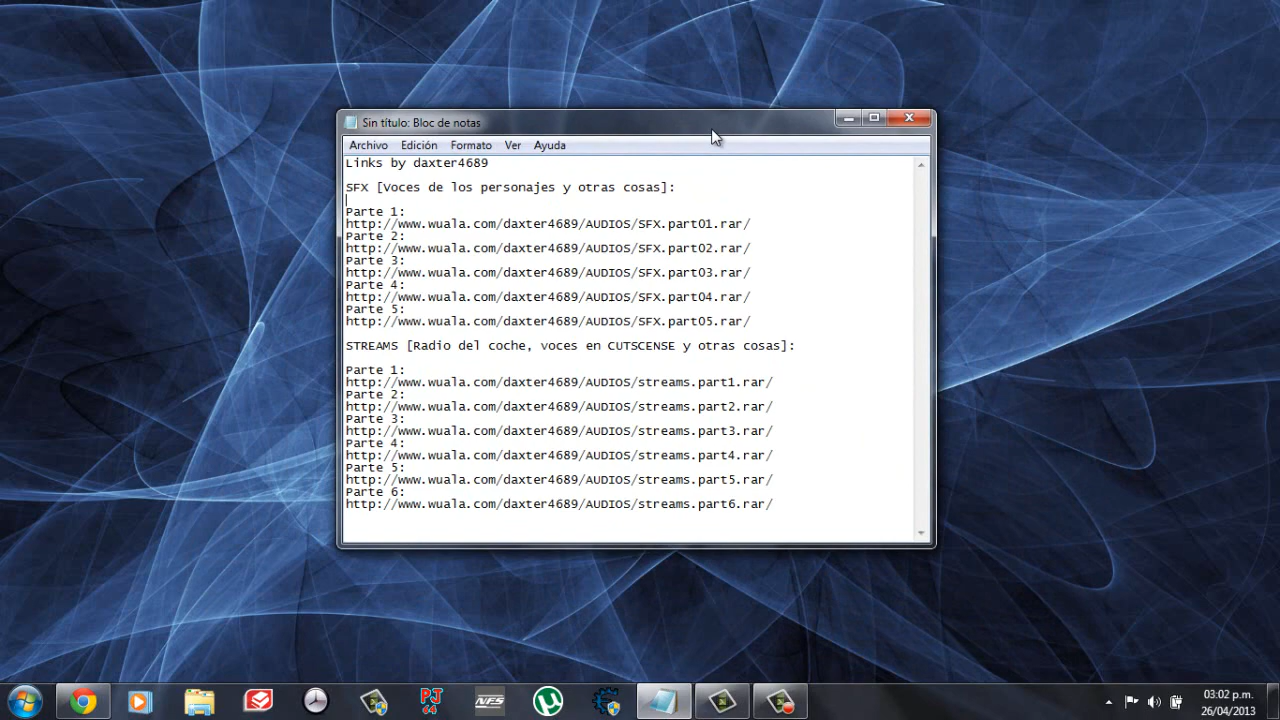 Sin título: Bloc de notas
Archivo Edición Formato Ver Ayuda
Links by daxter4689
SFX [Voces de los personajes y otras cosas]:
Parte 1:
http://www.wuala.com/daxter4689/AUDIOS/SFX.part01.rar/
Parte 2:
http://www.wuala.com/daxter4689/AUDIOS/SFX.part02.rar/
Parte 3:
http://www.wuala.com/daxter4689/AUDIOS/SFX.part03.rar/
Parte 4:
http://www.wuala.com/daxter4689/AUDIOS/SFX.part04.rar/
Parte 5:
http://www.wuala.com/daxter4689/AUDIOS/SFX.part05.rar/
STREAMS [Radio del coche, voces en CUTSCENSE y otras cosas]:
Parte 1:
http://www.wuala.com/daxter4689/AUDIOS/streams.part1.rar/
Parte 2:
http://www.wuala.com/daxter4689/AUDIOS/streams.part2.rar/
Parte 3:
http://www.wuala.com/daxter4689/AUDIOS/streams.part3.rar/
Parte 4:
http://www.wuala.com/daxter4689/AUDIOS/streams.part4.rar/
Parte 5:
http://www.wuala.com/daxter4689/AUDIOS/streams.part5.rar/
Parte 6:
http://www.wuala.com/daxter4689/AUDIOS/streams.part6.rar/
PJ
64
NFS
03:02 p.m.
26/04/2013